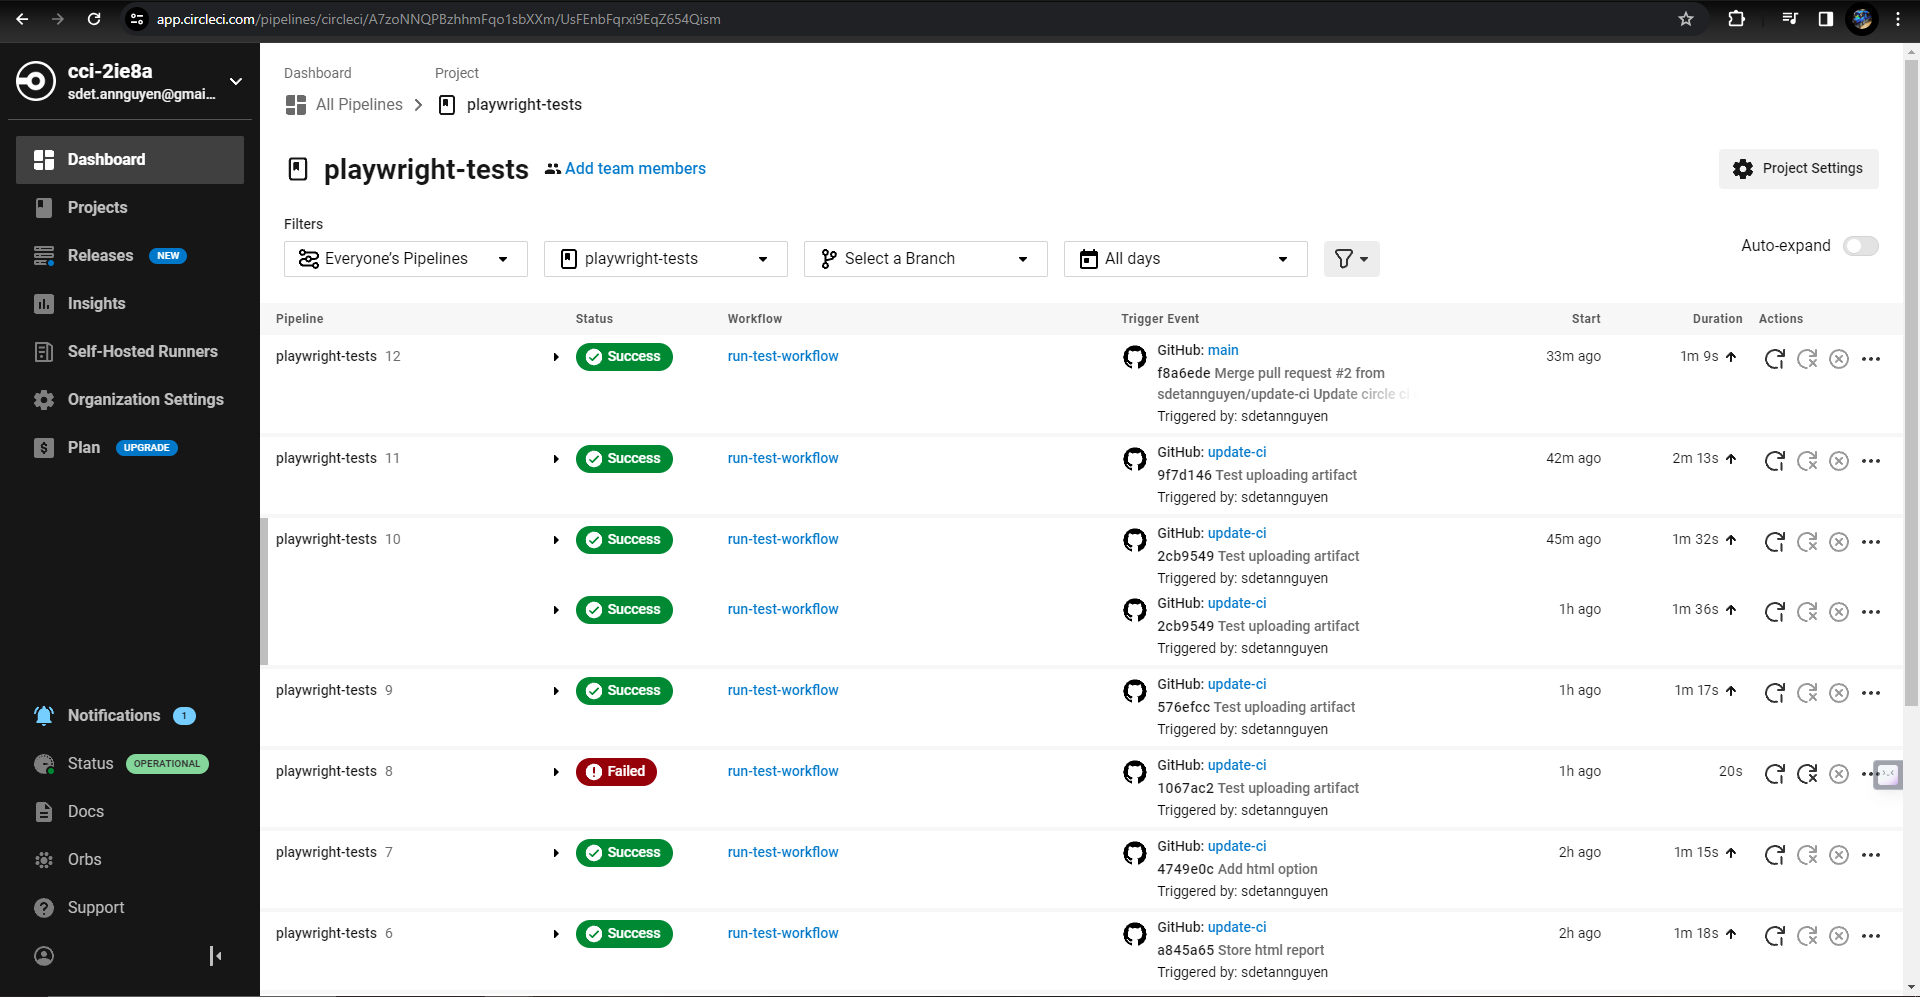 app.circleci.com/pipelines/circleci/A7zoNNQPBzhhmFqo1sbXXm/UsFEnbFqrxi9EqZ654Qism
cci-2ie8a
sdet.annguyen@gmai...
Dashboard
Projects
Releases NEW
Insights
Self-Hosted Runners
Organization Settings
Plan UPGRADE
Notifications 1
Status OPERATIONAL
Docs
Orbs
Support
Dashboard Project
All Pipelines playwright-tests
playwright-tests Add team members
Project Settings
Filters
Everyone's Pipelines playwright-tests Select a Branch All days
Auto-expand
Pipeline Status Workflow Trigger Event Start Duration Actions
playwright-tests 12 Success run-test-workflow GitHub: main 33m ago 1m 9s
f8a6ede Merge pull request #2 from
sdetannguyen/update-ci Update circle ci
Triggered by: sdetannguyen
playwright-tests 11 Success run-test-workflow GitHub: update-ci 42m ago 2m 13s
9f7d146 Test uploading artifact
Triggered by: sdetannguyen
playwright-tests 10 Success run-test-workflow GitHub: update-ci 45m ago 1m 32s
2cb9549 Test uploading artifact
Triggered by: sdetannguyen
Success run-test-workflow GitHub: update-ci 1h ago 1m 36s
2cb9549 Test uploading artifact
Triggered by: sdetannguyen
playwright-tests 9 Success run-test-workflow GitHub: update-ci 1h ago 1m 17s
576efcc Test uploading artifact
Triggered by: sdetannguyen
playwright-tests 8 Failed run-test-workflow GitHub: update-ci 1h ago 20s
1067ac2 Test uploading artifact
Triggered by: sdetannguyen
playwright-tests 7 Success run-test-workflow GitHub: update-ci 2h ago 1m 15s
4749e0c Add html option
Triggered by: sdetannguyen
playwright-tests 6 Success run-test-workflow GitHub: update-ci 2h ago 1m 18s
a845a65 Store html report
Triggered by: sdetannguyen